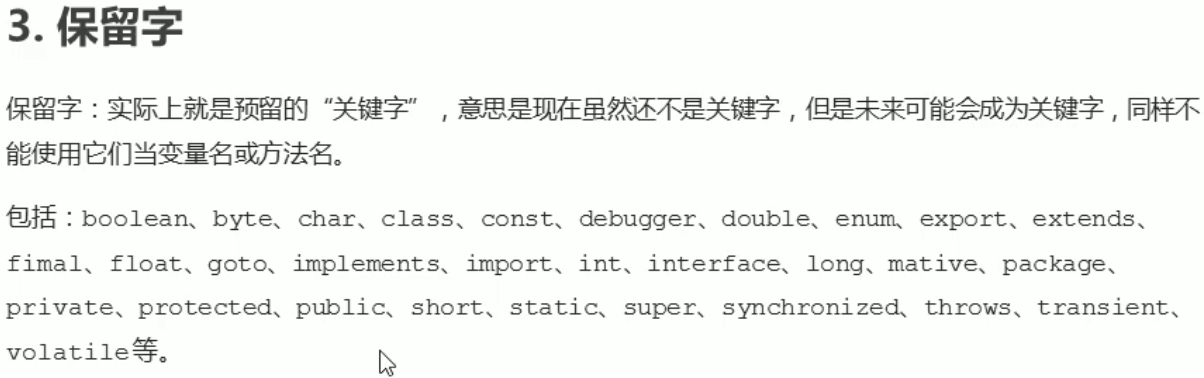 3. 保留字
保留字：实际上就是预留的“关键字”，意思是现在虽然还不是关键字，但是未来可能会成为关键字，同样不
能使用它们当变量名或方法名。
包括：boolean、byte、char、class、const、debugger、double、enum、export、extends、
fimal、float、goto、implements、import、int、interface、long、mative、package、
private、protected、public、short、static、super、synchronized、throws、transient、
volatile等。